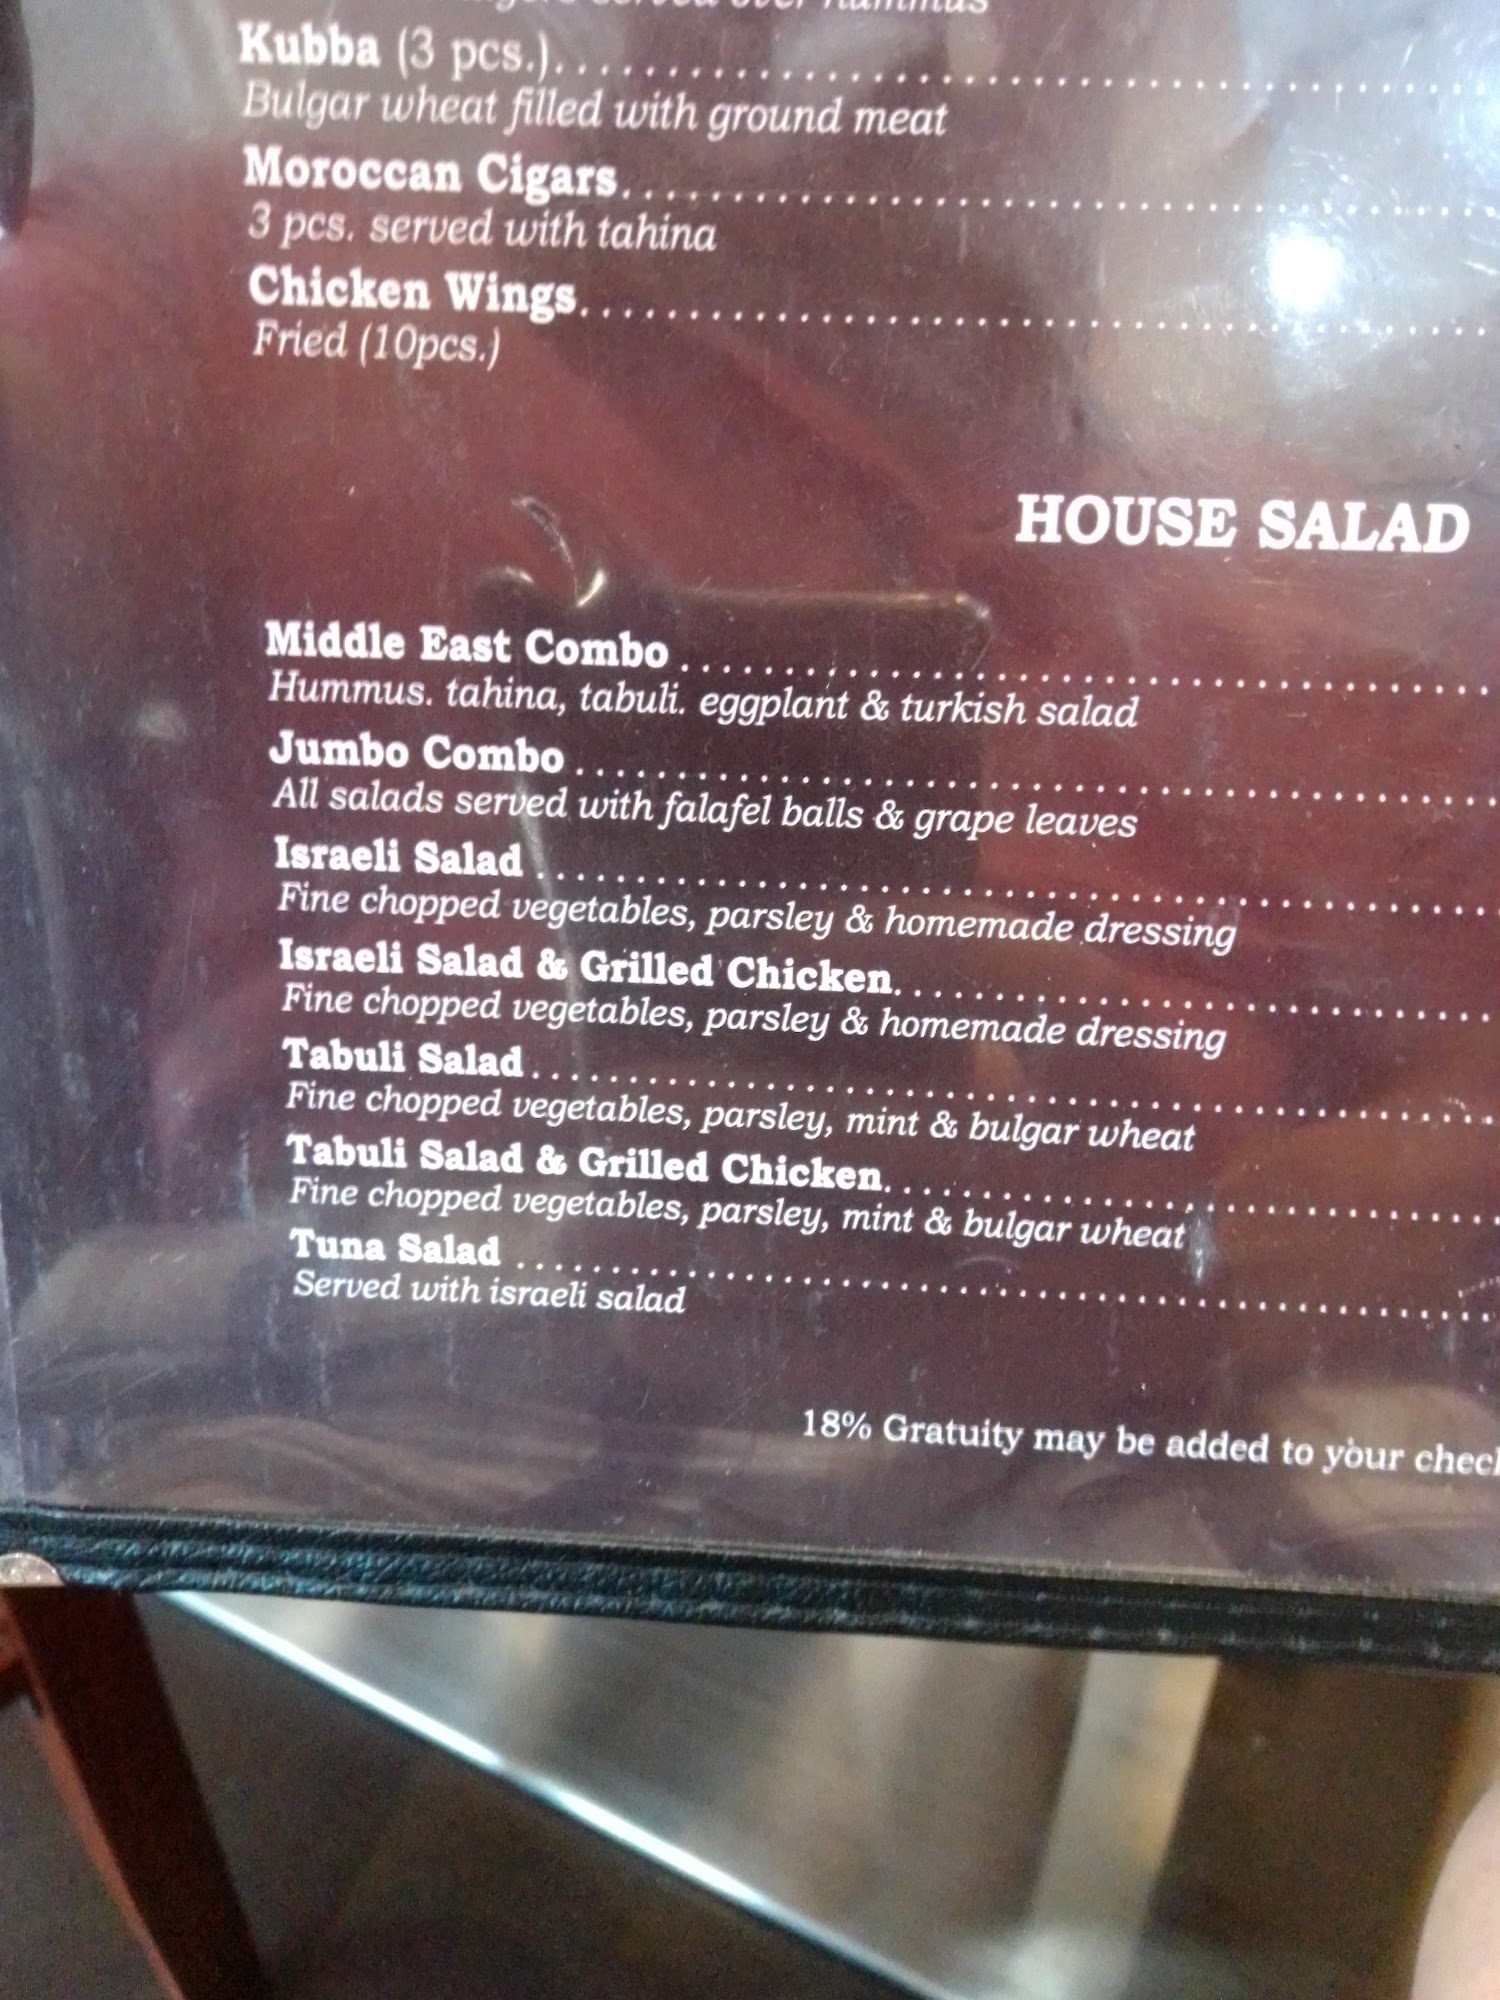 served over hummus
Kubba (3 pcs.)
Bulgar wheat filled with ground meat
Moroccan Cigars
3 pcs. served with tahina
Chicken Wings
Fried (10pcs.)
HOUSE SALAD
Middle East Combo
Hummus. tahina, tabuli. eggplant & turkish salad
Jumbo Combo
All salads served with falafel balls & grape leaves
Israeli Salad
Fine chopped vegetables, parsley & homemade dressing
Israeli Salad & Grilled Chicken
Fine chopped vegetables, parsley & homemade dressing
Tabuli Salad
Fine chopped vegetables, parsley, mint & bulgar wheat
Tabuli Salad & Grilled Chicken
Fine chopped vegetables, parsley, mint & bulgar wheat
Tuna Salad
Served with israeli salad
18% Gratuity may be added to your check